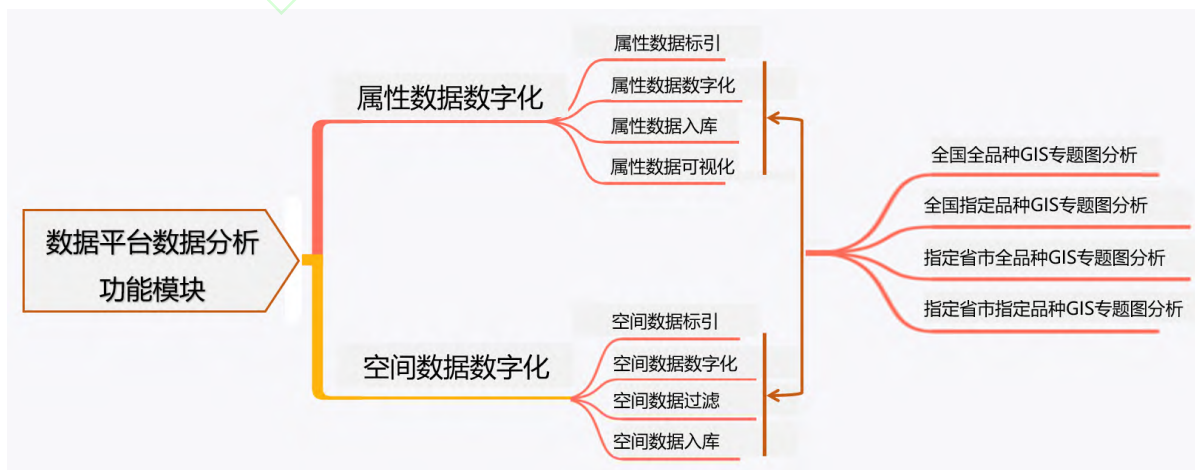 数据平台数据分析
功能模块
属性数据数字化
属性数据标引
属性数据数字化
属性数据入库
属性数据可视化
空间数据数字化
空间数据标引
空间数据数字化
空间数据过滤
空间数据入库
全国全品种GIS专题图分析
全国指定品种GIS专题图分析
指定省市全品种GIS专题图分析
指定省市指定品种GIS专题图分析